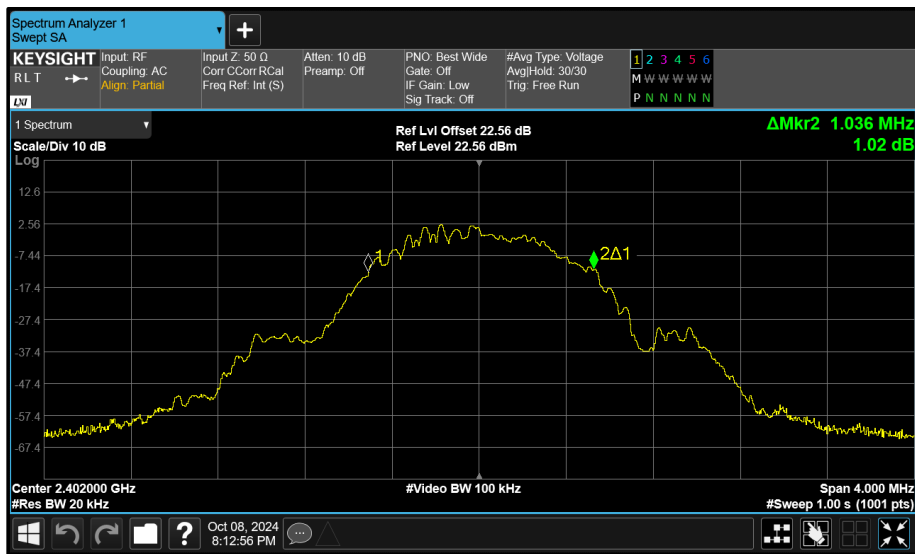 Spectrum Analyzer 1
Swept SA
+
KEYSIGHT
R L T
LXI
Input: RF
Coupling: AC
Align: Partial
Input Z: 50 Ω
Corr CCorr RCal
Freq Ref: Int (S)
Atten: 10 dB
Preamp: Off
PNO: Best Wide
Gate: Off
IF Gain: Low
Sig Track: Off
#Avg Type: Voltage
Avg|Hold: 30/30
Trig: Free Run
1 2 3 4 5 6
M W W W W W
P N N N N N
1 Spectrum
Scale/Div 10 dB
Ref Lvl Offset 22.56 dB
Ref Level 22.56 dBm
ΔMkr2 1.036 MHz
1.02 dB
Log
12.6
2.56
-7.44
-17.4
-27.4
-37.4
-47.4
-57.4
-67.4
1
2Δ1
Center 2.402000 GHz
#Res BW 20 kHz
#Video BW 100 kHz
Span 4.000 MHz
#Sweep 1.00 s (1001 pts)
?
Oct 08, 2024
8:12:56 PM